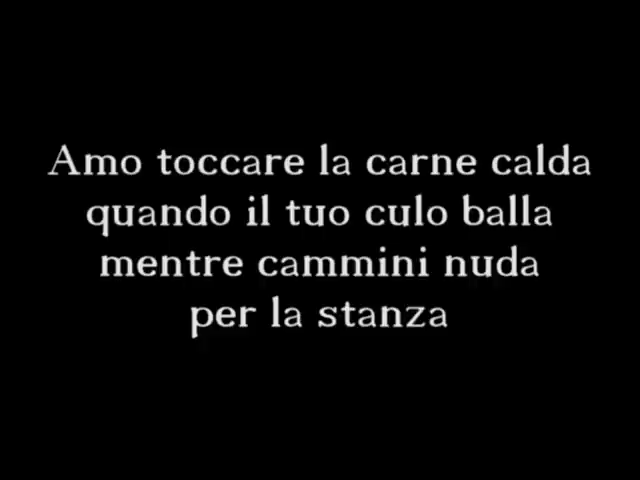 Amo toccare la carne calda
quando il tuo culo balla
mentre cammini nuda
per la stanza